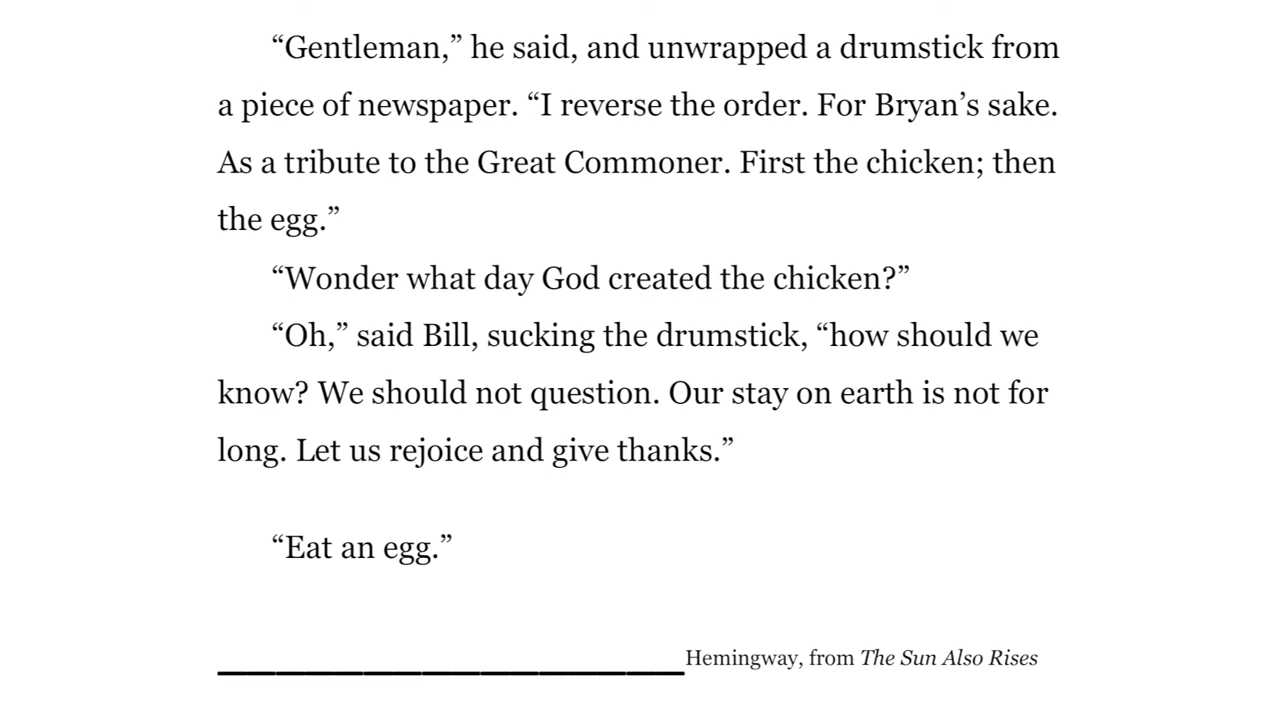 “Gentleman,” he said, and unwrapped a drumstick from
a piece of newspaper. “I reverse the order. For Bryan’s sake.
As a tribute to the Great Commoner. First the chicken; then
the egg.”
“Wonder what day God created the chicken?”
“Oh,” said Bill, sucking the drumstick, “how should we
know? We should not question. Our stay on earth is not for
long. Let us rejoice and give thanks.”
“Eat an egg.”
Hemingway, from The Sun Also Rises